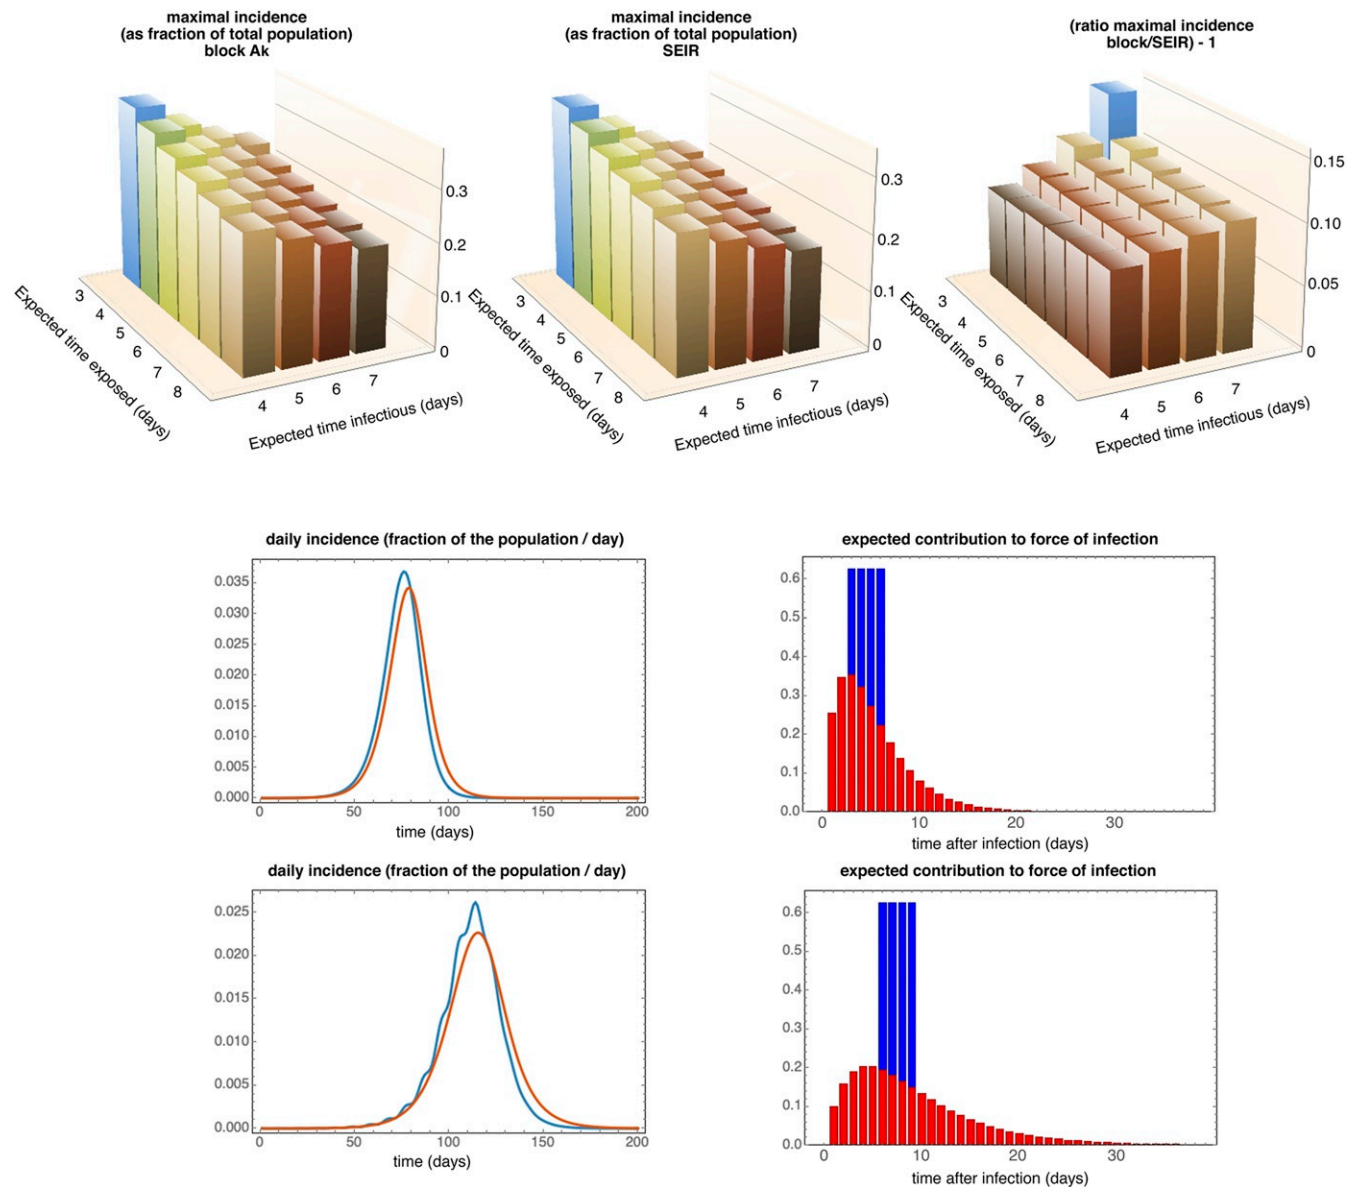 maximal incidence
(as fraction of total population)
block Ak
0.3
0.2
0.1
0
3
4
5
6
7
8
Expected time exposed (days)
4
5
6
7
Expected time infectious (days)
maximal incidence
(as fraction of total population)
SEIR
0.3
0.2
0.1
0
3
4
5
6
7
8
Expected time exposed (days)
4
5
6
7
Expected time infectious (days)
(ratio maximal incidence
block/SEIR) - 1
0.15
0.10
0.05
0
3
4
5
6
7
8
Expected time exposed (days)
4
5
6
7
Expected time infectious (days)
daily incidence (fraction of the population / day)
0.035
0.030
0.025
0.020
0.015
0.010
0.005
0.000
0 50 100 150 200
time (days)
expected contribution to force of infection
0.6
0.5
0.4
0.3
0.2
0.1
0.0
0 10 20 30
time after infection (days)
daily incidence (fraction of the population / day)
0.025
0.020
0.015
0.010
0.005
0.000
0 50 100 150 200
time (days)
expected contribution to force of infection
0.6
0.5
0.4
0.3
0.2
0.1
0.0
0 10 20 30
time after infection (days)